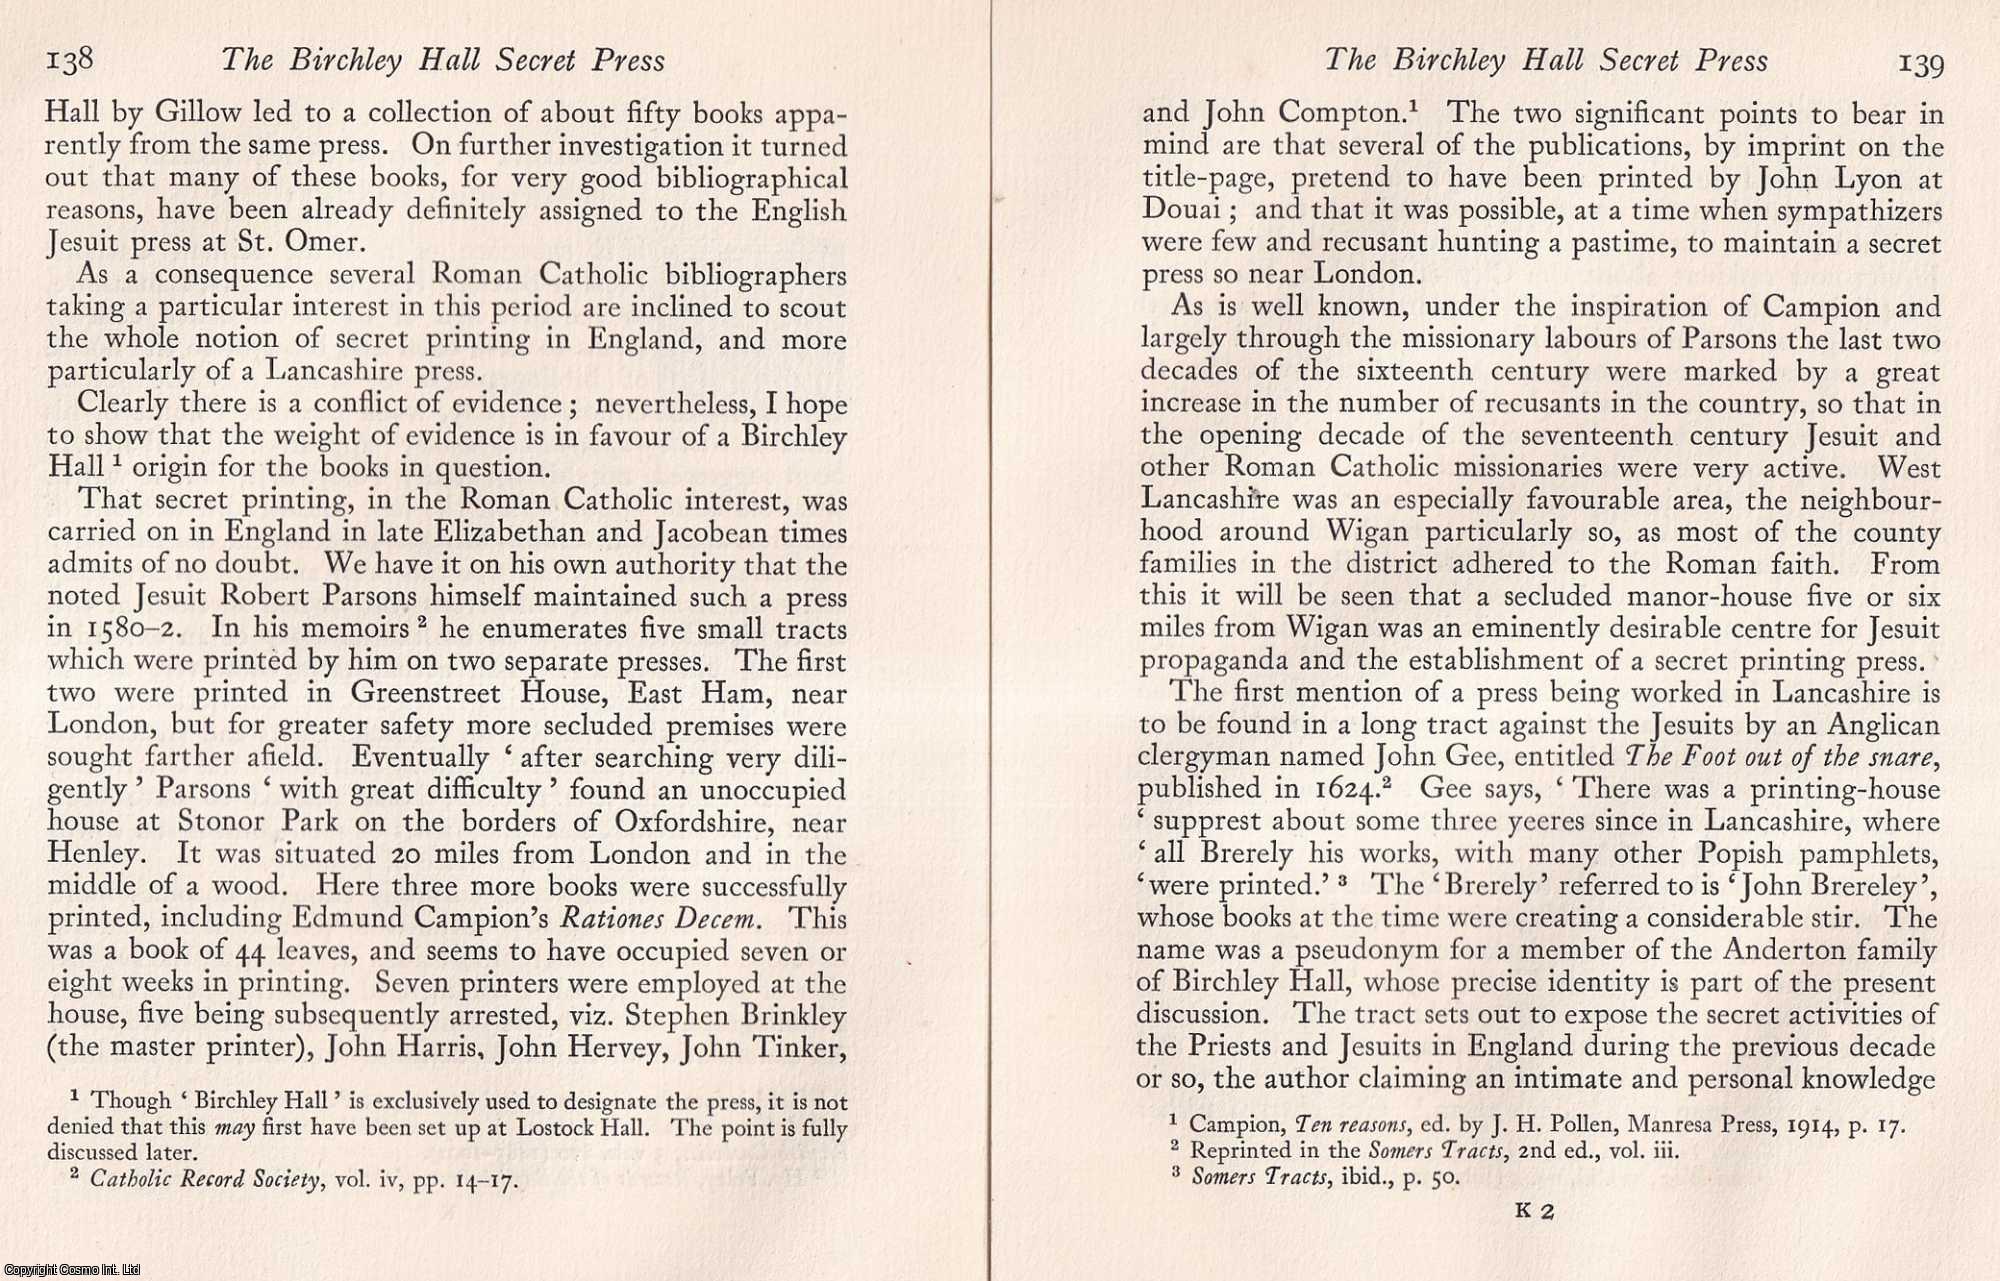 138 The Birchley Hall Secret Press
Hall by Gillow led to a collection of about fifty books appa-
rently from the same press. On further investigation it turned
out that many of these books, for very good bibliographical
reasons, have been already definitely assigned to the English
Jesuit press at St. Omer.
As a consequence several Roman Catholic bibliographers
taking a particular interest in this period are inclined to scout
the whole notion of secret printing in England, and more
particularly of a Lancashire press.
Clearly there is a conflict of evidence ; nevertheless, I hope
to show that the weight of evidence is in favour of a Birchley
Hall ¹ origin for the books in question.
That secret printing, in the Roman Catholic interest, was
carried on in England in late Elizabethan and Jacobean times
admits of no doubt. We have it on his own authority that the
noted Jesuit Robert Parsons himself maintained such a press
in 1580–2. In his memoirs ² he enumerates five small tracts
which were printed by him on two separate presses. The first
two were printed in Greenstreet House, East Ham, near
London, but for greater safety more secluded premises were
sought farther afield. Eventually ‘ after searching very dili-
gently ’ Parsons ‘ with great difficulty ’ found an unoccupied
house at Stonor Park on the borders of Oxfordshire, near
Henley. It was situated 20 miles from London and in the
middle of a wood. Here three more books were successfully
printed, including Edmund Campion’s Rationes Decem. This
was a book of 44 leaves, and seems to have occupied seven or
eight weeks in printing. Seven printers were employed at the
house, five being subsequently arrested, viz. Stephen Brinkley
(the master printer), John Harris, John Hervey, John Tinker,
¹ Though ‘ Birchley Hall ’ is exclusively used to designate the press, it is not
denied that this may first have been set up at Lostock Hall. The point is fully
discussed later.
² Catholic Record Society, vol. iv, pp. 14–17.
The Birchley Hall Secret Press 139
and John Compton.¹ The two significant points to bear in
mind are that several of the publications, by imprint on the
title-page, pretend to have been printed by John Lyon at
Douai ; and that it was possible, at a time when sympathizers
were few and recusant hunting a pastime, to maintain a secret
press so near London.
As is well known, under the inspiration of Campion and
largely through the missionary labours of Parsons the last two
decades of the sixteenth century were marked by a great
increase in the number of recusants in the country, so that in
the opening decade of the seventeenth century Jesuit and
other Roman Catholic missionaries were very active. West
Lancashire was an especially favourable area, the neighbour-
hood around Wigan particularly so, as most of the county
families in the district adhered to the Roman faith. From
this it will be seen that a secluded manor-house five or six
miles from Wigan was an eminently desirable centre for Jesuit
propaganda and the establishment of a secret printing press.
The first mention of a press being worked in Lancashire is
to be found in a long tract against the Jesuits by an Anglican
clergyman named John Gee, entitled The Foot out of the snare,
published in 1624.² Gee says, ‘ There was a printing-house
‘ supprest about some three yeeres since in Lancashire, where
‘ all Brerely his works, with many other Popish pamphlets,
‘were printed.’ ³ The ‘Brerely’ referred to is ‘John Brereley’,
whose books at the time were creating a considerable stir. The
name was a pseudonym for a member of the Anderton family
of Birchley Hall, whose precise identity is part of the present
discussion. The tract sets out to expose the secret activities of
the Priests and Jesuits in England during the previous decade
or so, the author claiming an intimate and personal knowledge
¹ Campion, Ten reasons, ed. by J. H. Pollen, Manresa Press, 1914, p. 17.
² Reprinted in the Somers Tracts, 2nd ed., vol. iii.
³ Somers Tracts, ibid., p. 50.
K 2
Copyright Cosmo Int. Ltd